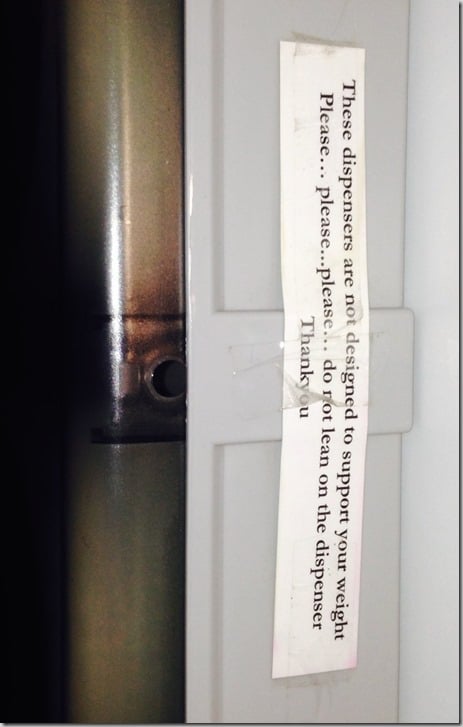 These dispensers are not designed to support your weight
Please... please...please... do not lean on the dispenser
Thank you